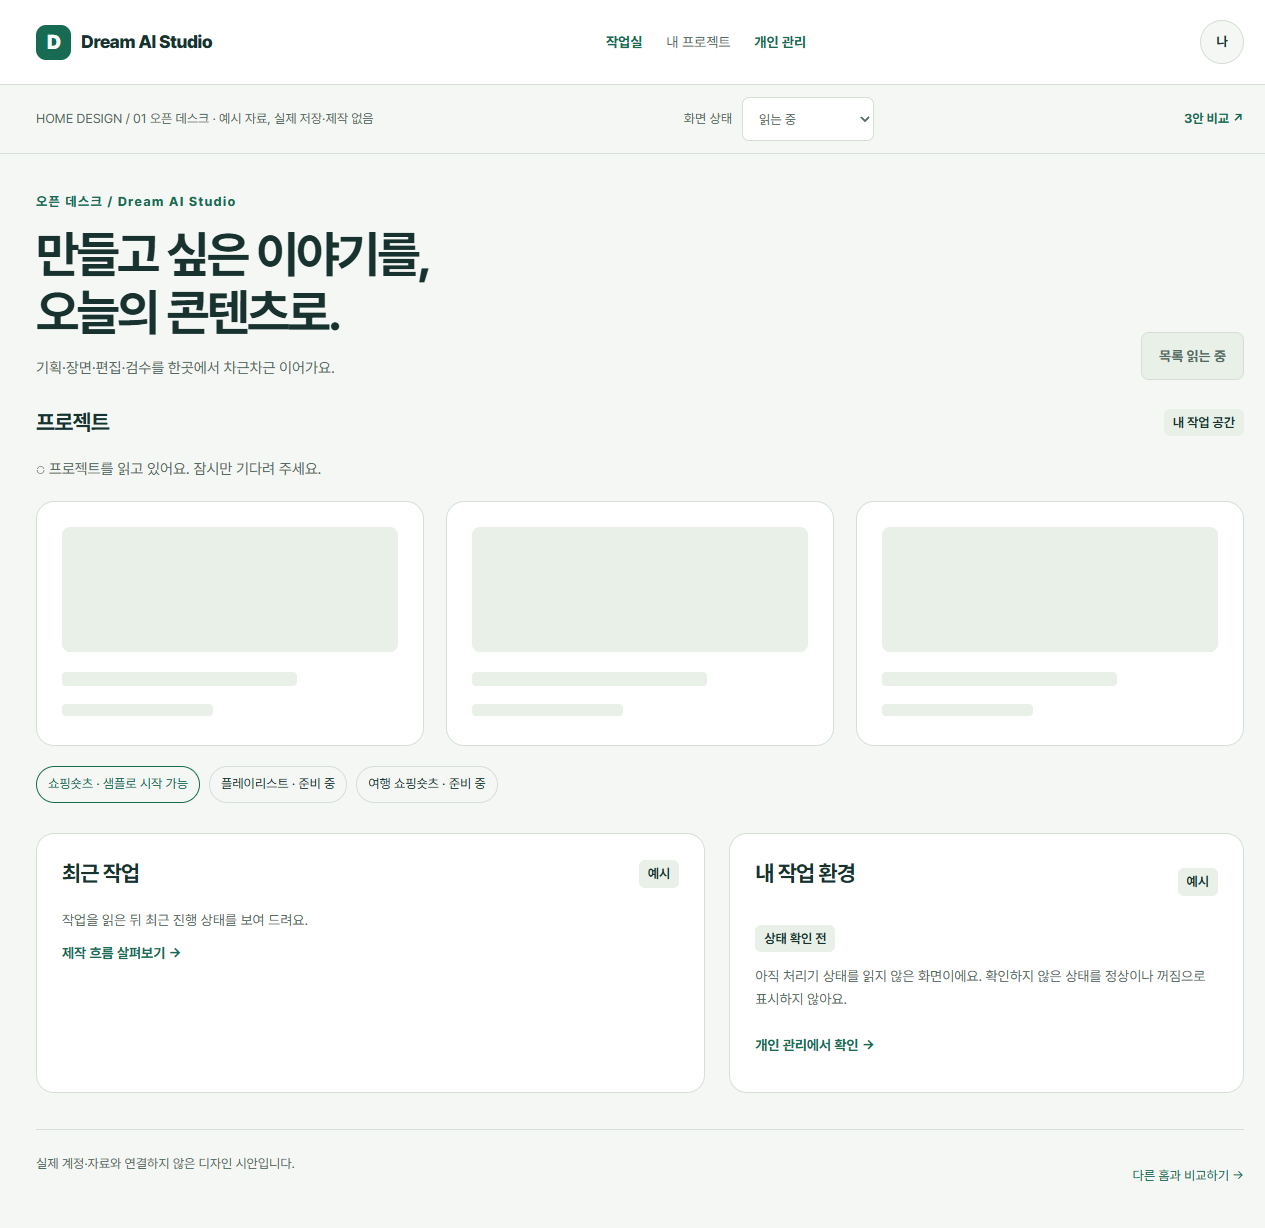 D Dream AI Studio
작업실 내 프로젝트 개인 관리
나
HOME DESIGN / 01 오픈 데스크 · 예시 자료, 실제 저장·제작 없음
화면 상태 읽는 중
3안 비교 ↗
오픈 데스크 / Dream AI Studio
만들고 싶은 이야기를,
오늘의 콘텐츠로.
기획·장면·편집·검수를 한곳에서 차근차근 이어가요.
목록 읽는 중
프로젝트
내 작업 공간
◌ 프로젝트를 읽고 있어요. 잠시만 기다려 주세요.
쇼핑숏츠 · 샘플로 시작 가능
플레이리스트 · 준비 중
여행 쇼핑숏츠 · 준비 중
최근 작업
예시
작업을 읽은 뒤 최근 진행 상태를 보여 드려요.
제작 흐름 살펴보기 →
내 작업 환경
예시
상태 확인 전
아직 처리기 상태를 읽지 않은 화면이에요. 확인하지 않은 상태를 정상이나 꺼짐으로
표시하지 않아요.
개인 관리에서 확인 →
실제 계정·자료와 연결하지 않은 디자인 시안입니다.
다른 홈과 비교하기 →